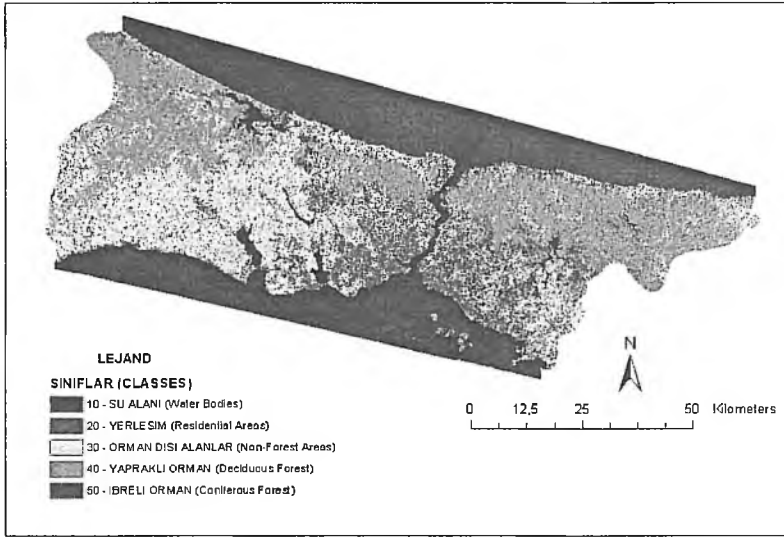 LEJAND
SINIFLAR (CLASSES)
10 - SU ALANI (Water Bodies)
20 - YERLESIM (Residential Areas)
30 - ORMAN DISI ALANLAR (Non-Forest Areas)
40 - YAPRAKLI ORMAN (Deciduous Forest)
50 - IBRELI ORMAN (Coniferous Forest)
N
0 12,5 25 50 Kilometers